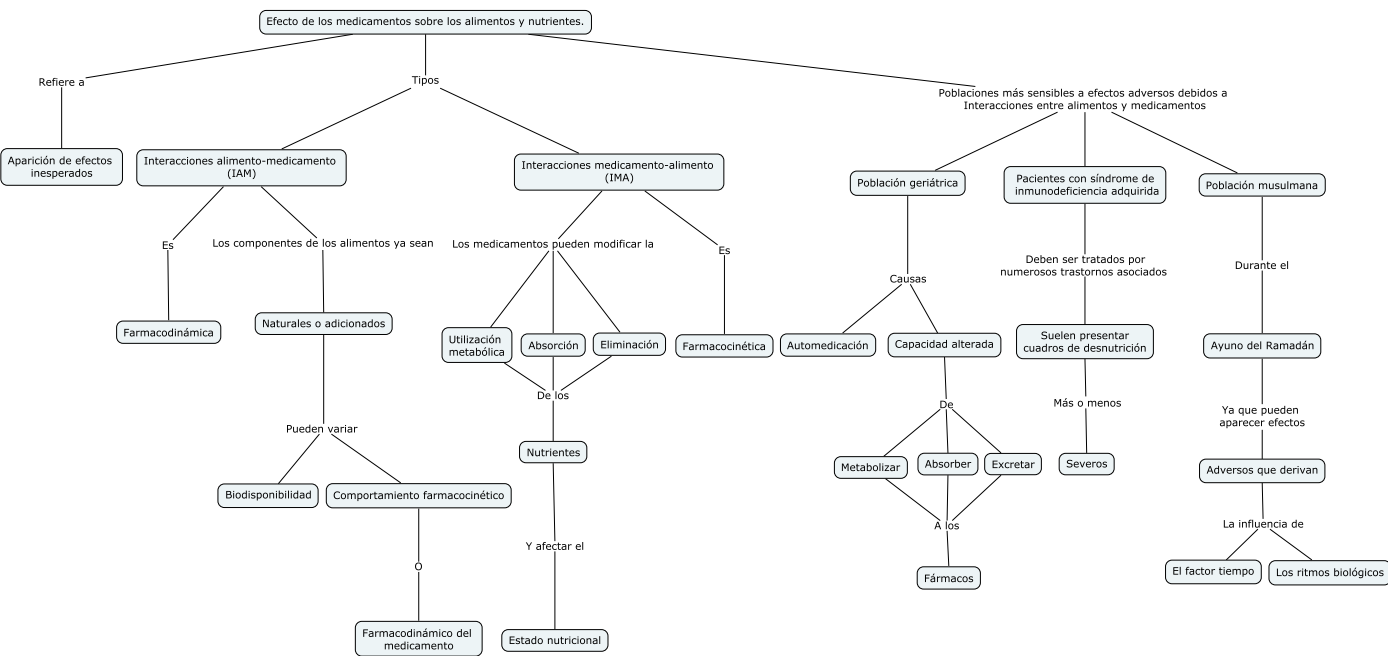 Efecto de los medicamentos sobre los alimentos y nutrientes.
Refiere a
Aparición de efectos
inesperados
Tipos
Interacciones alimento-medicamento
(IAM)
Es
Farmacodinámica
Los componentes de los alimentos ya sean
Naturales o adicionados
Pueden variar
Biodisponibilidad
Comportamiento farmacocinético
O
Farmacodinámico del
medicamento
Interacciones medicamento-alimento
(IMA)
Los medicamentos pueden modificar la
Utilización
metabólica
Absorción
Eliminación
De los
Nutrientes
Y afectar el
Estado nutricional
Es
Farmacocinética
Poblaciones más sensibles a efectos adversos debidos a
Interacciones entre alimentos y medicamentos
Población geriátrica
Causas
Automedicación
Capacidad alterada
De
Metabolizar
Absorber
Excretar
A los
Fármacos
Pacientes con síndrome de
inmunodeficiencia adquirida
Deben ser tratados por
numerosos trastornos asociados
Suelen presentar
cuadros de desnutrición
Más o menos
Severos
Población musulmana
Durante el
Ayuno del Ramadán
Ya que pueden
aparecer efectos
Adversos que derivan
La influencia de
El factor tiempo
Los ritmos biológicos